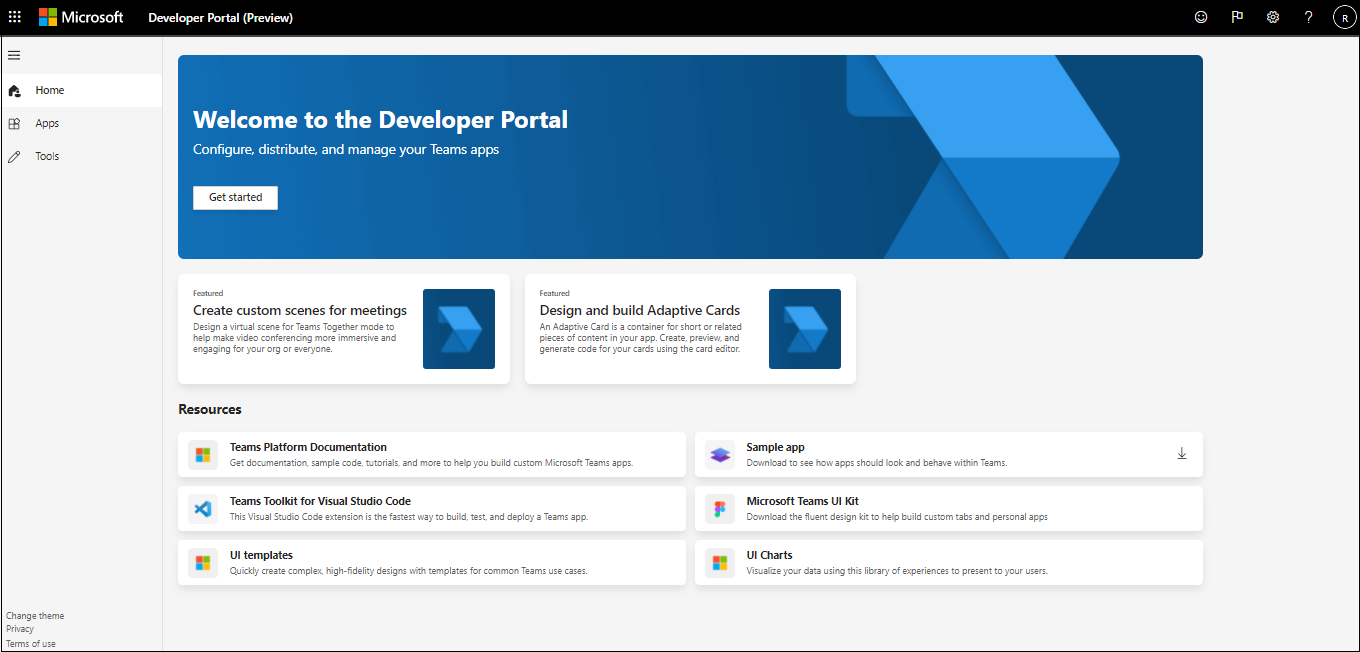 Microsoft
Developer Portal (Preview)
?
R
Home
Apps
Tools
Welcome to the Developer Portal
Configure, distribute, and manage your Teams apps
Get started
Featured
Create custom scenes for meetings
Design a virtual scene for Teams Together mode to
help make video conferencing more immersive and
engaging for your org or everyone.
Featured
Design and build Adaptive Cards
An Adaptive Card is a container for short or related
pieces of content in your app. Create, preview, and
generate code for your cards using the card editor.
Resources
Teams Platform Documentation
Get documentation, sample code, tutorials, and more to help you build custom Microsoft Teams apps.
Sample app
Download to see how apps should look and behave within Teams.
Teams Toolkit for Visual Studio Code
This Visual Studio Code extension is the fastest way to build, test, and deploy a Teams app.
Microsoft Teams UI Kit
Download the fluent design kit to help build custom tabs and personal apps
UI templates
Quickly create complex, high-fidelity designs with templates for common Teams use cases.
UI Charts
Visualize your data using this library of experiences to present to your users.
Change theme
Privacy
Terms of use